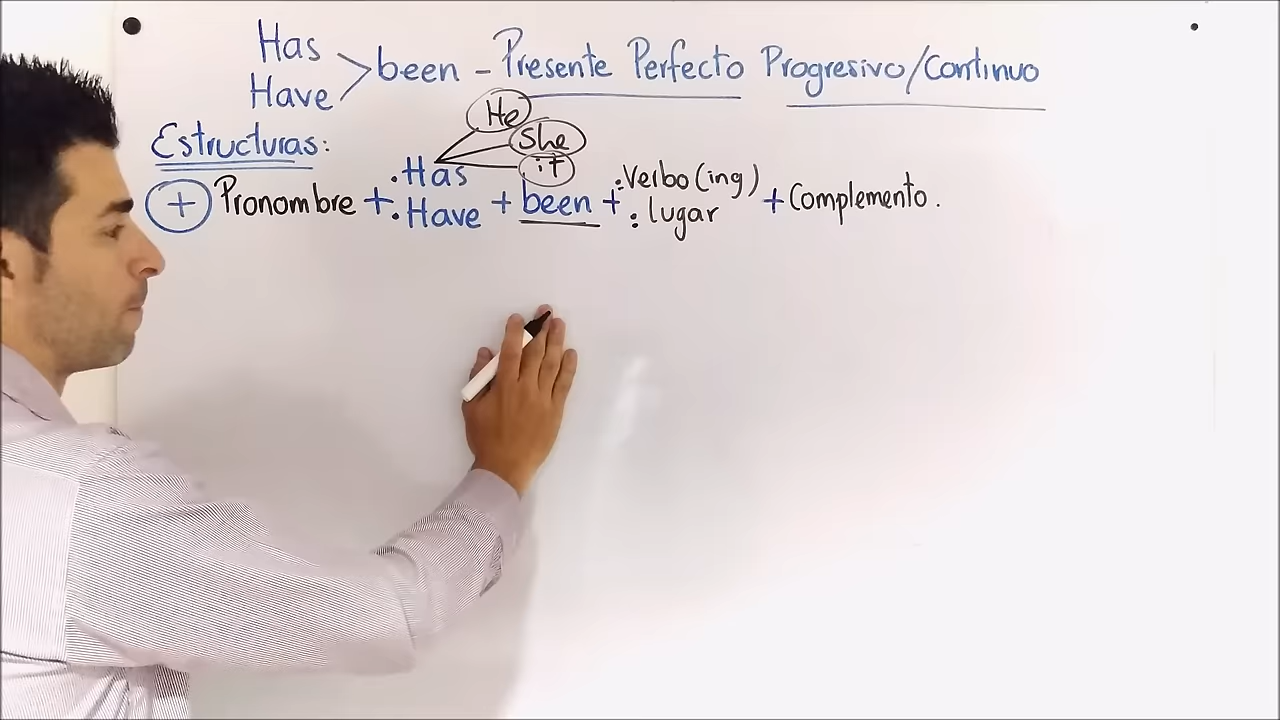 Has
Have > been - Presente Perfecto Progresivo/Continuo
He
She
it
Estructuras:
+ Pronombre + .Has .Have + been + :Verbo(ing) : lugar + Complemento.